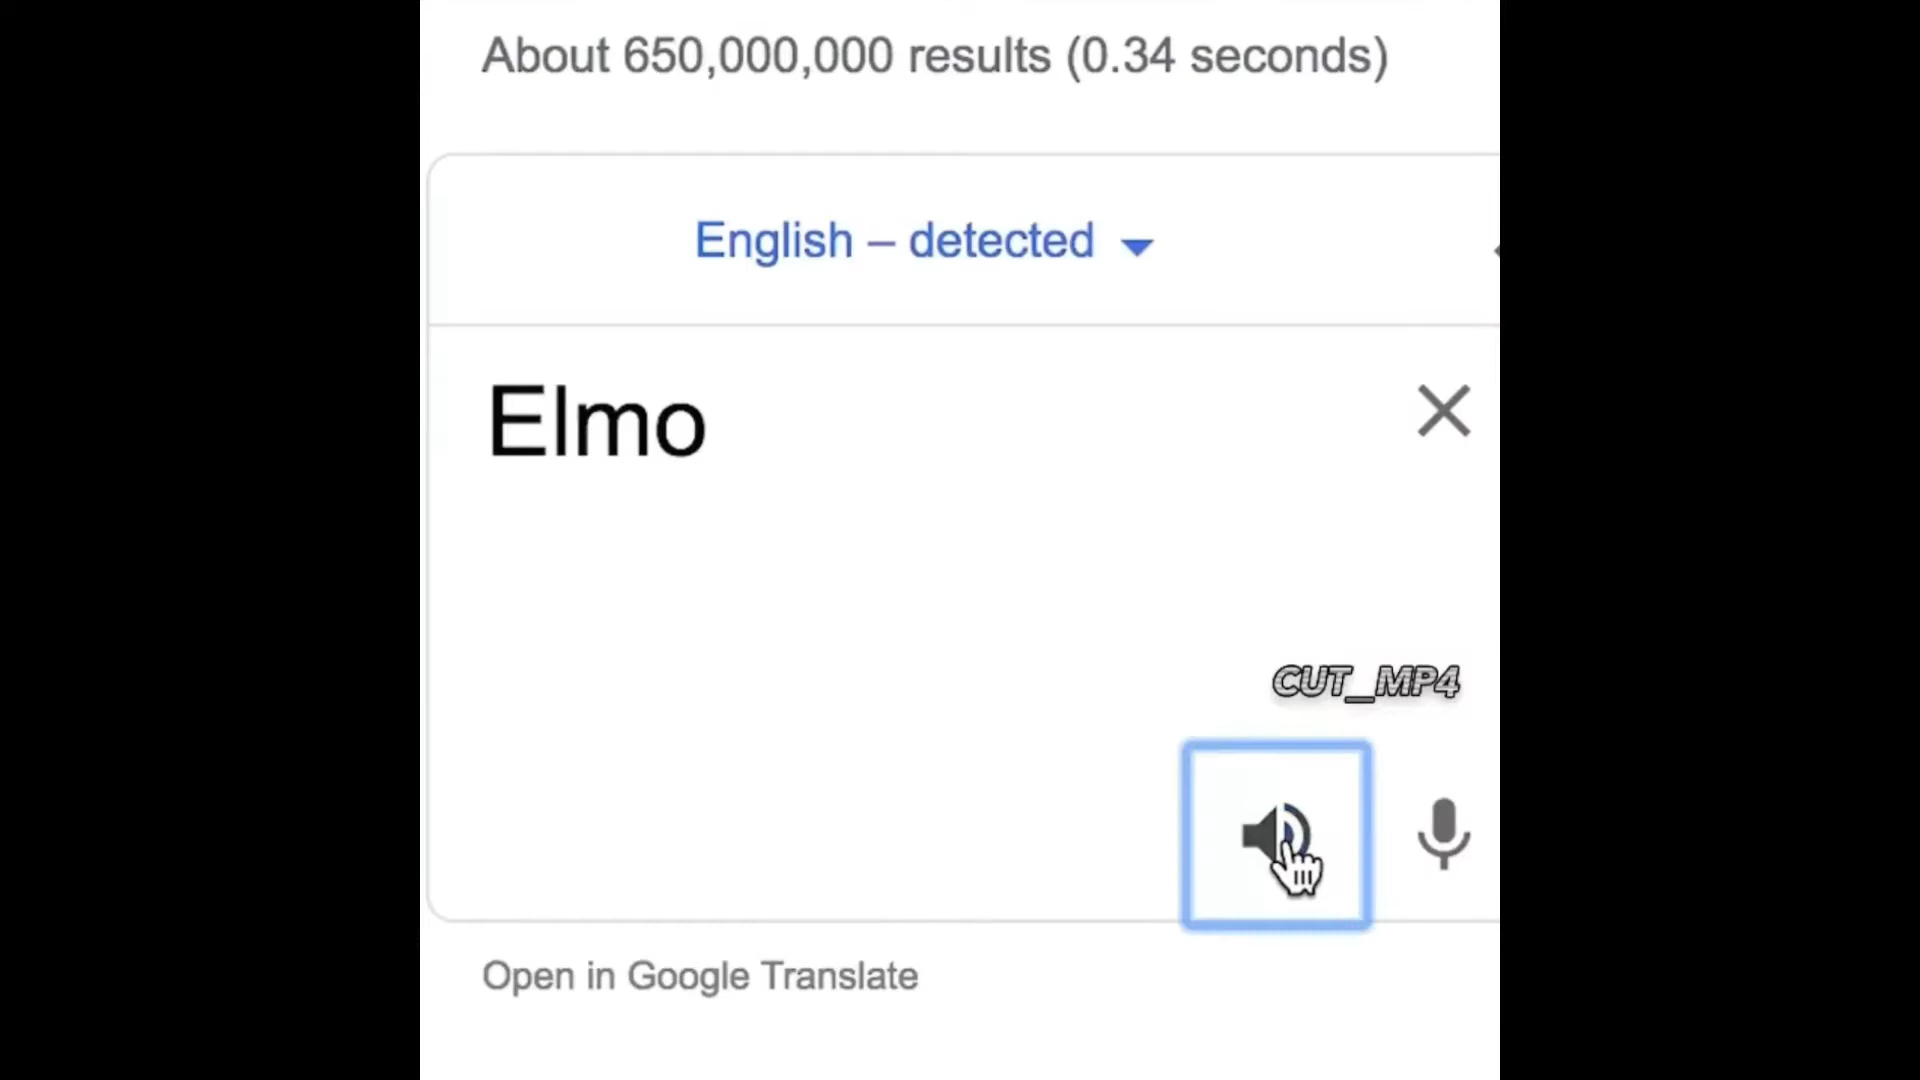 About 650,000,000 results (0.34 seconds)
English – detected
Elmo
CUT_MP4
Open in Google Translate